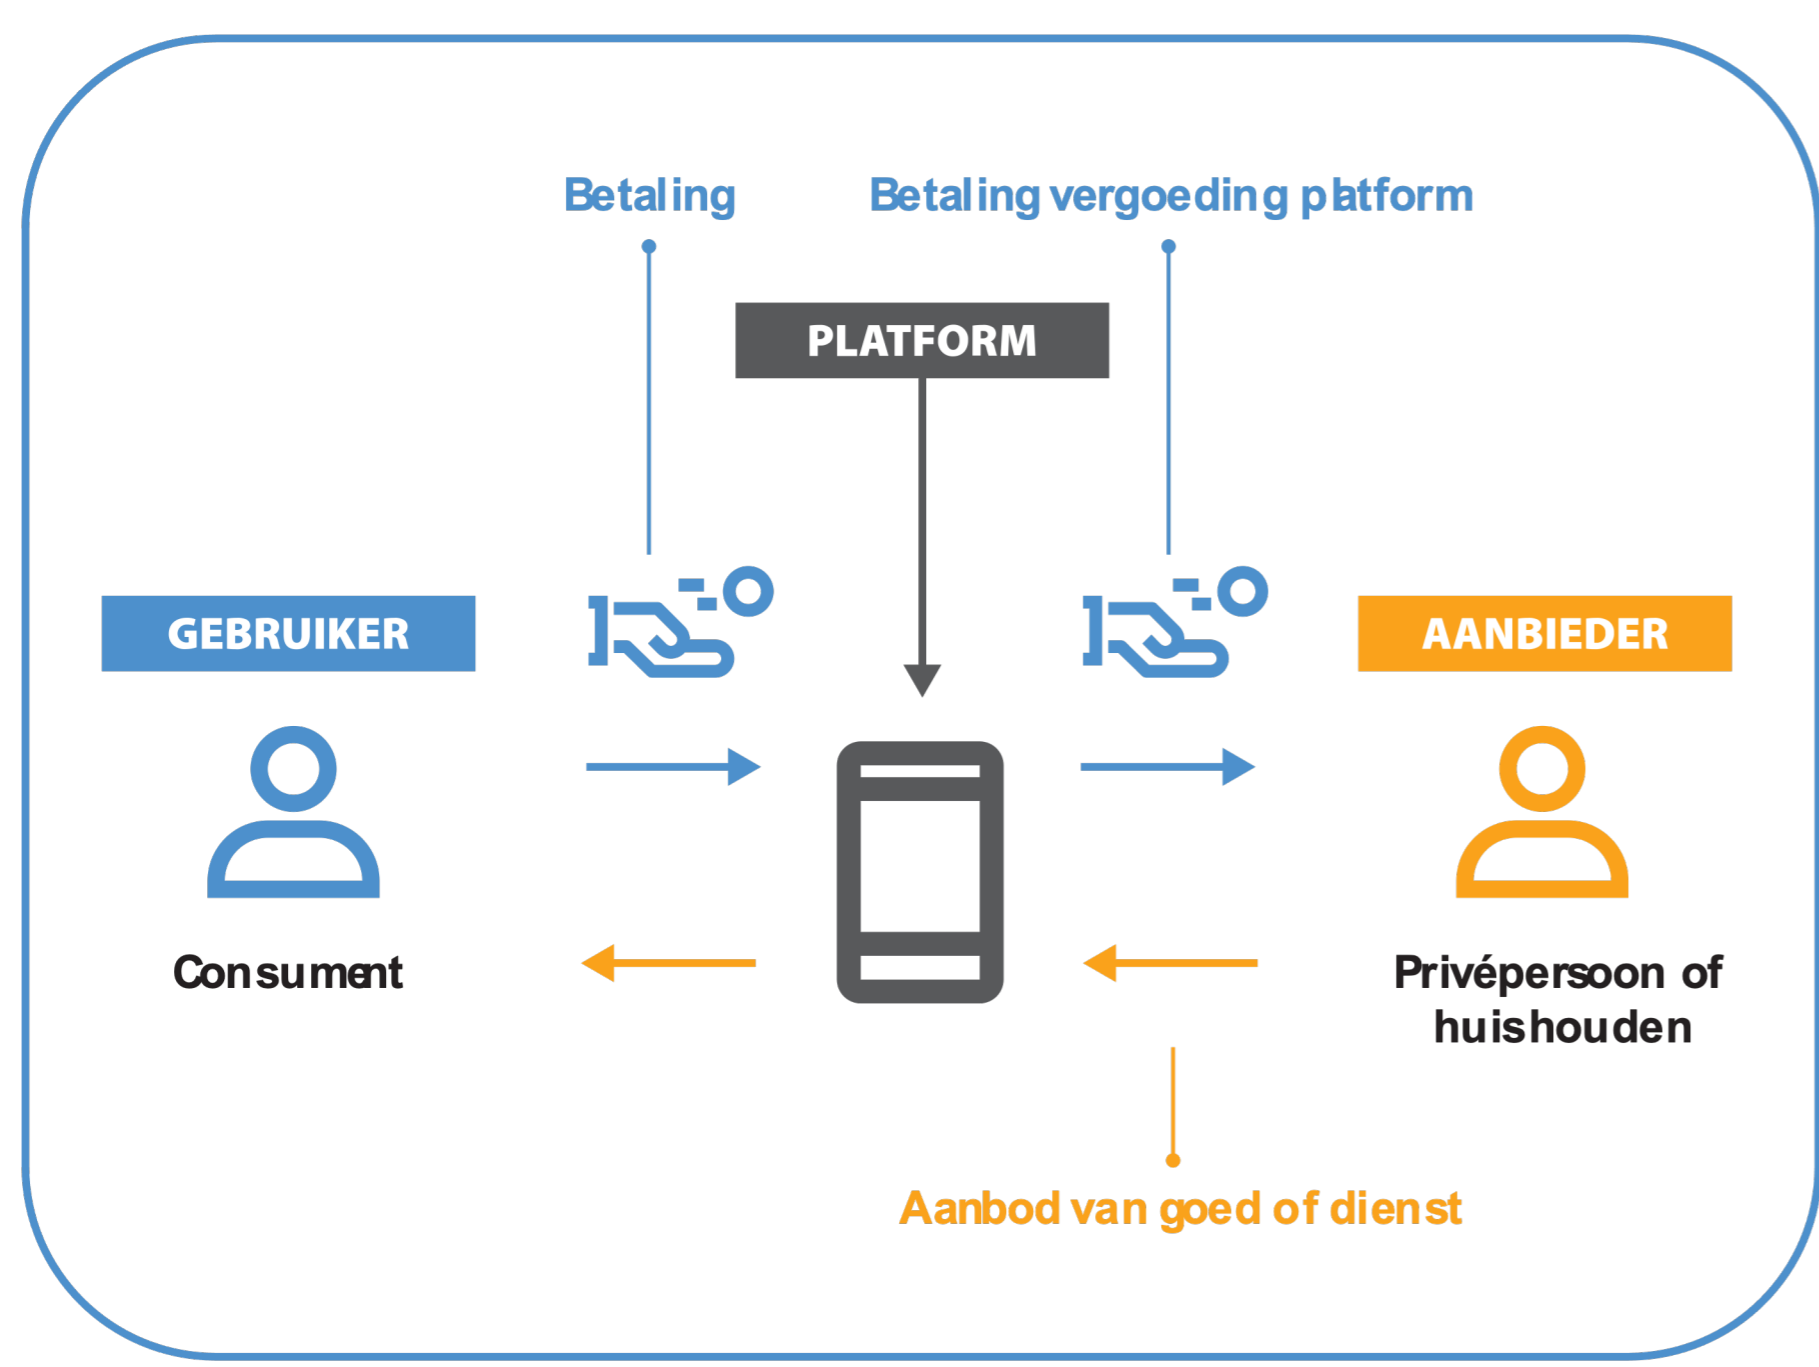 Betaling
Betaling vergoeding platform
PLATFORM
GEBRUIKER
AANBIEDER
Consument
Privépersoon of
huishouden
Aanbod van goed of dienst